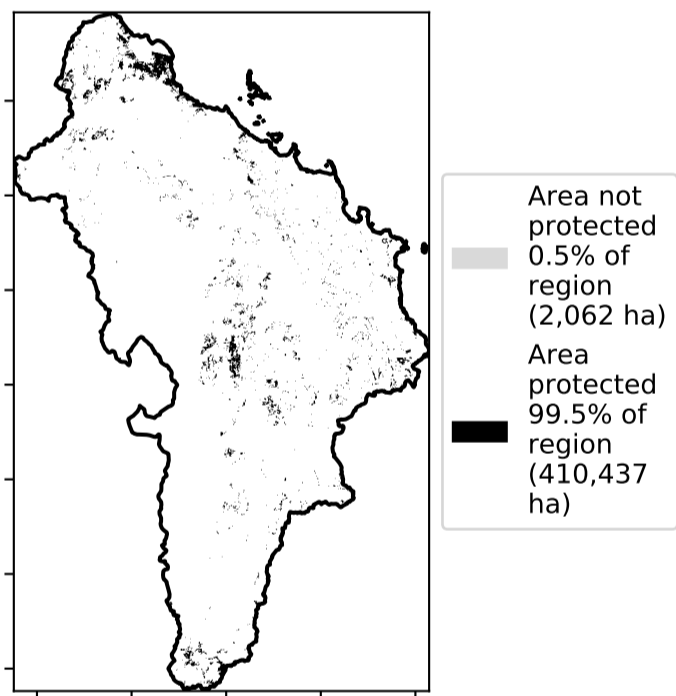 Area not
protected
0.5% of
region
(2,062 ha)
Area
protected
99.5% of
region
(410,437
ha)